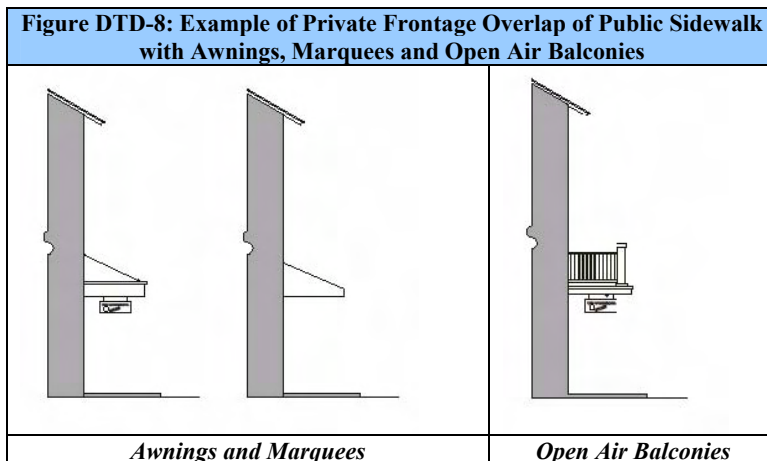 Figure DTD-8: Example of Private Frontage Overlap of Public Sidewalk
with Awnings, Marquees and Open Air Balconies
Awnings and Marquees
Open Air Balconies